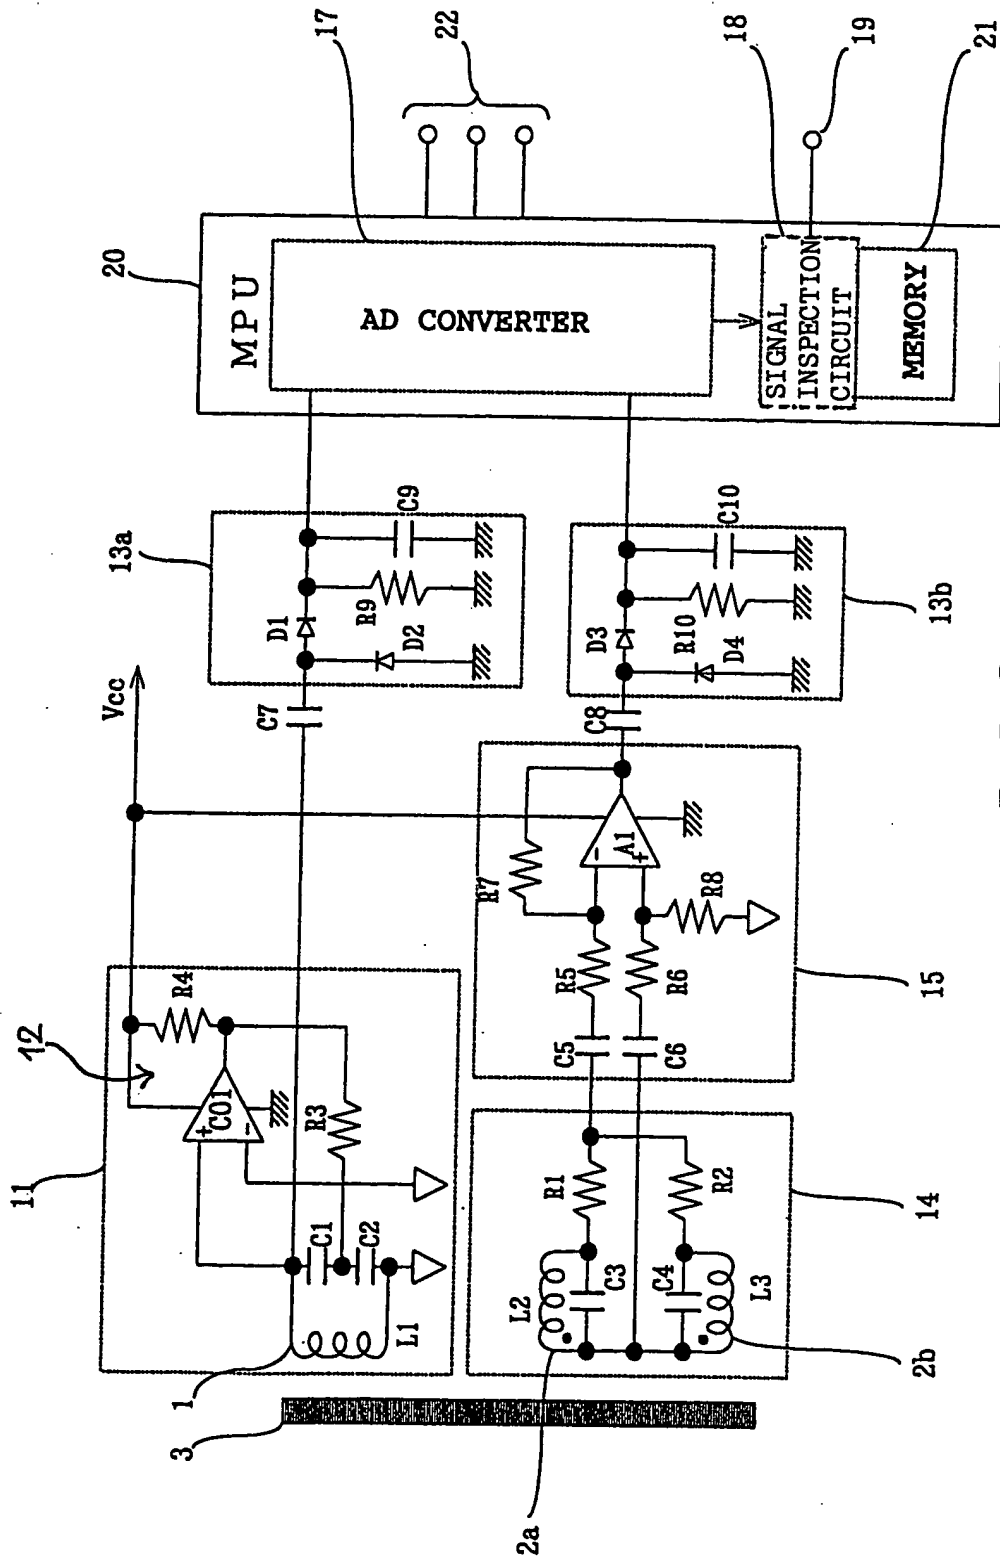 11
12
R4
Vcc
CO1
+
-
R3
C1
C2
L1
1
3
C7
13a
D1
D2
R9
C9
20
MPU
17
AD CONVERTER
22
18
SIGNAL
INSPECTION
CIRCUIT
19
MEMORY
21
2a
L2
C3
R1
R2
C4
L3
2b
14
C5
C6
R5
R6
R7
A1
-
+
R8
15
C8
D3
D4
R10
C10
13b